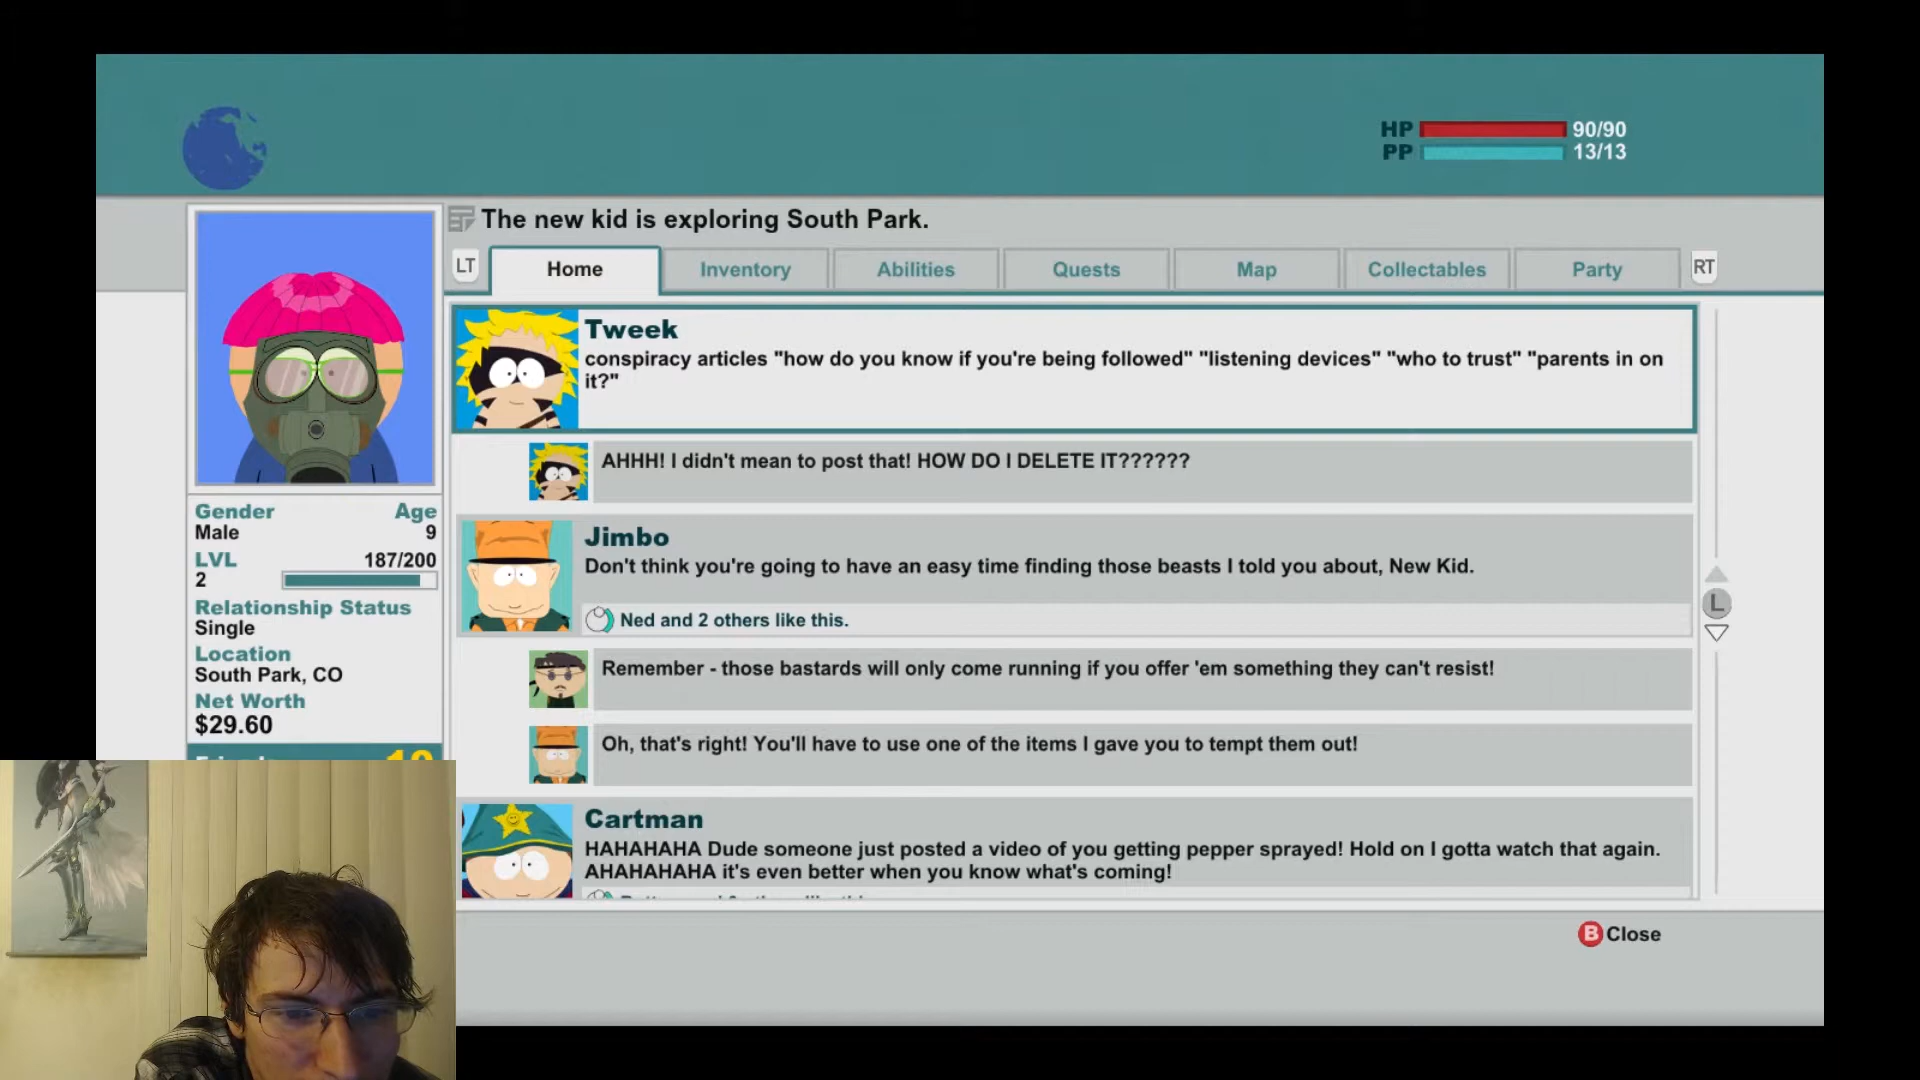 HP 90/90
PP 13/13
The new kid is exploring South Park.
LT Home Inventory Abilities Quests Map Collectables Party RT
Gender Age
Male 9
LVL 187/200
2
Relationship Status
Single
Location
South Park, CO
Net Worth
$29.60
Tweek
conspiracy articles "how do you know if you're being followed" "listening devices" "who to trust" "parents in on
it?"
AHHH! I didn't mean to post that! HOW DO I DELETE IT??????
Jimbo
Don't think you're going to have an easy time finding those beasts I told you about, New Kid.
Ned and 2 others like this.
Remember - those bastards will only come running if you offer 'em something they can't resist!
Oh, that's right! You'll have to use one of the items I gave you to tempt them out!
L
Cartman
HAHAHAHA Dude someone just posted a video of you getting pepper sprayed! Hold on I gotta watch that again.
AHAHAHAHA it's even better when you know what's coming!
B Close